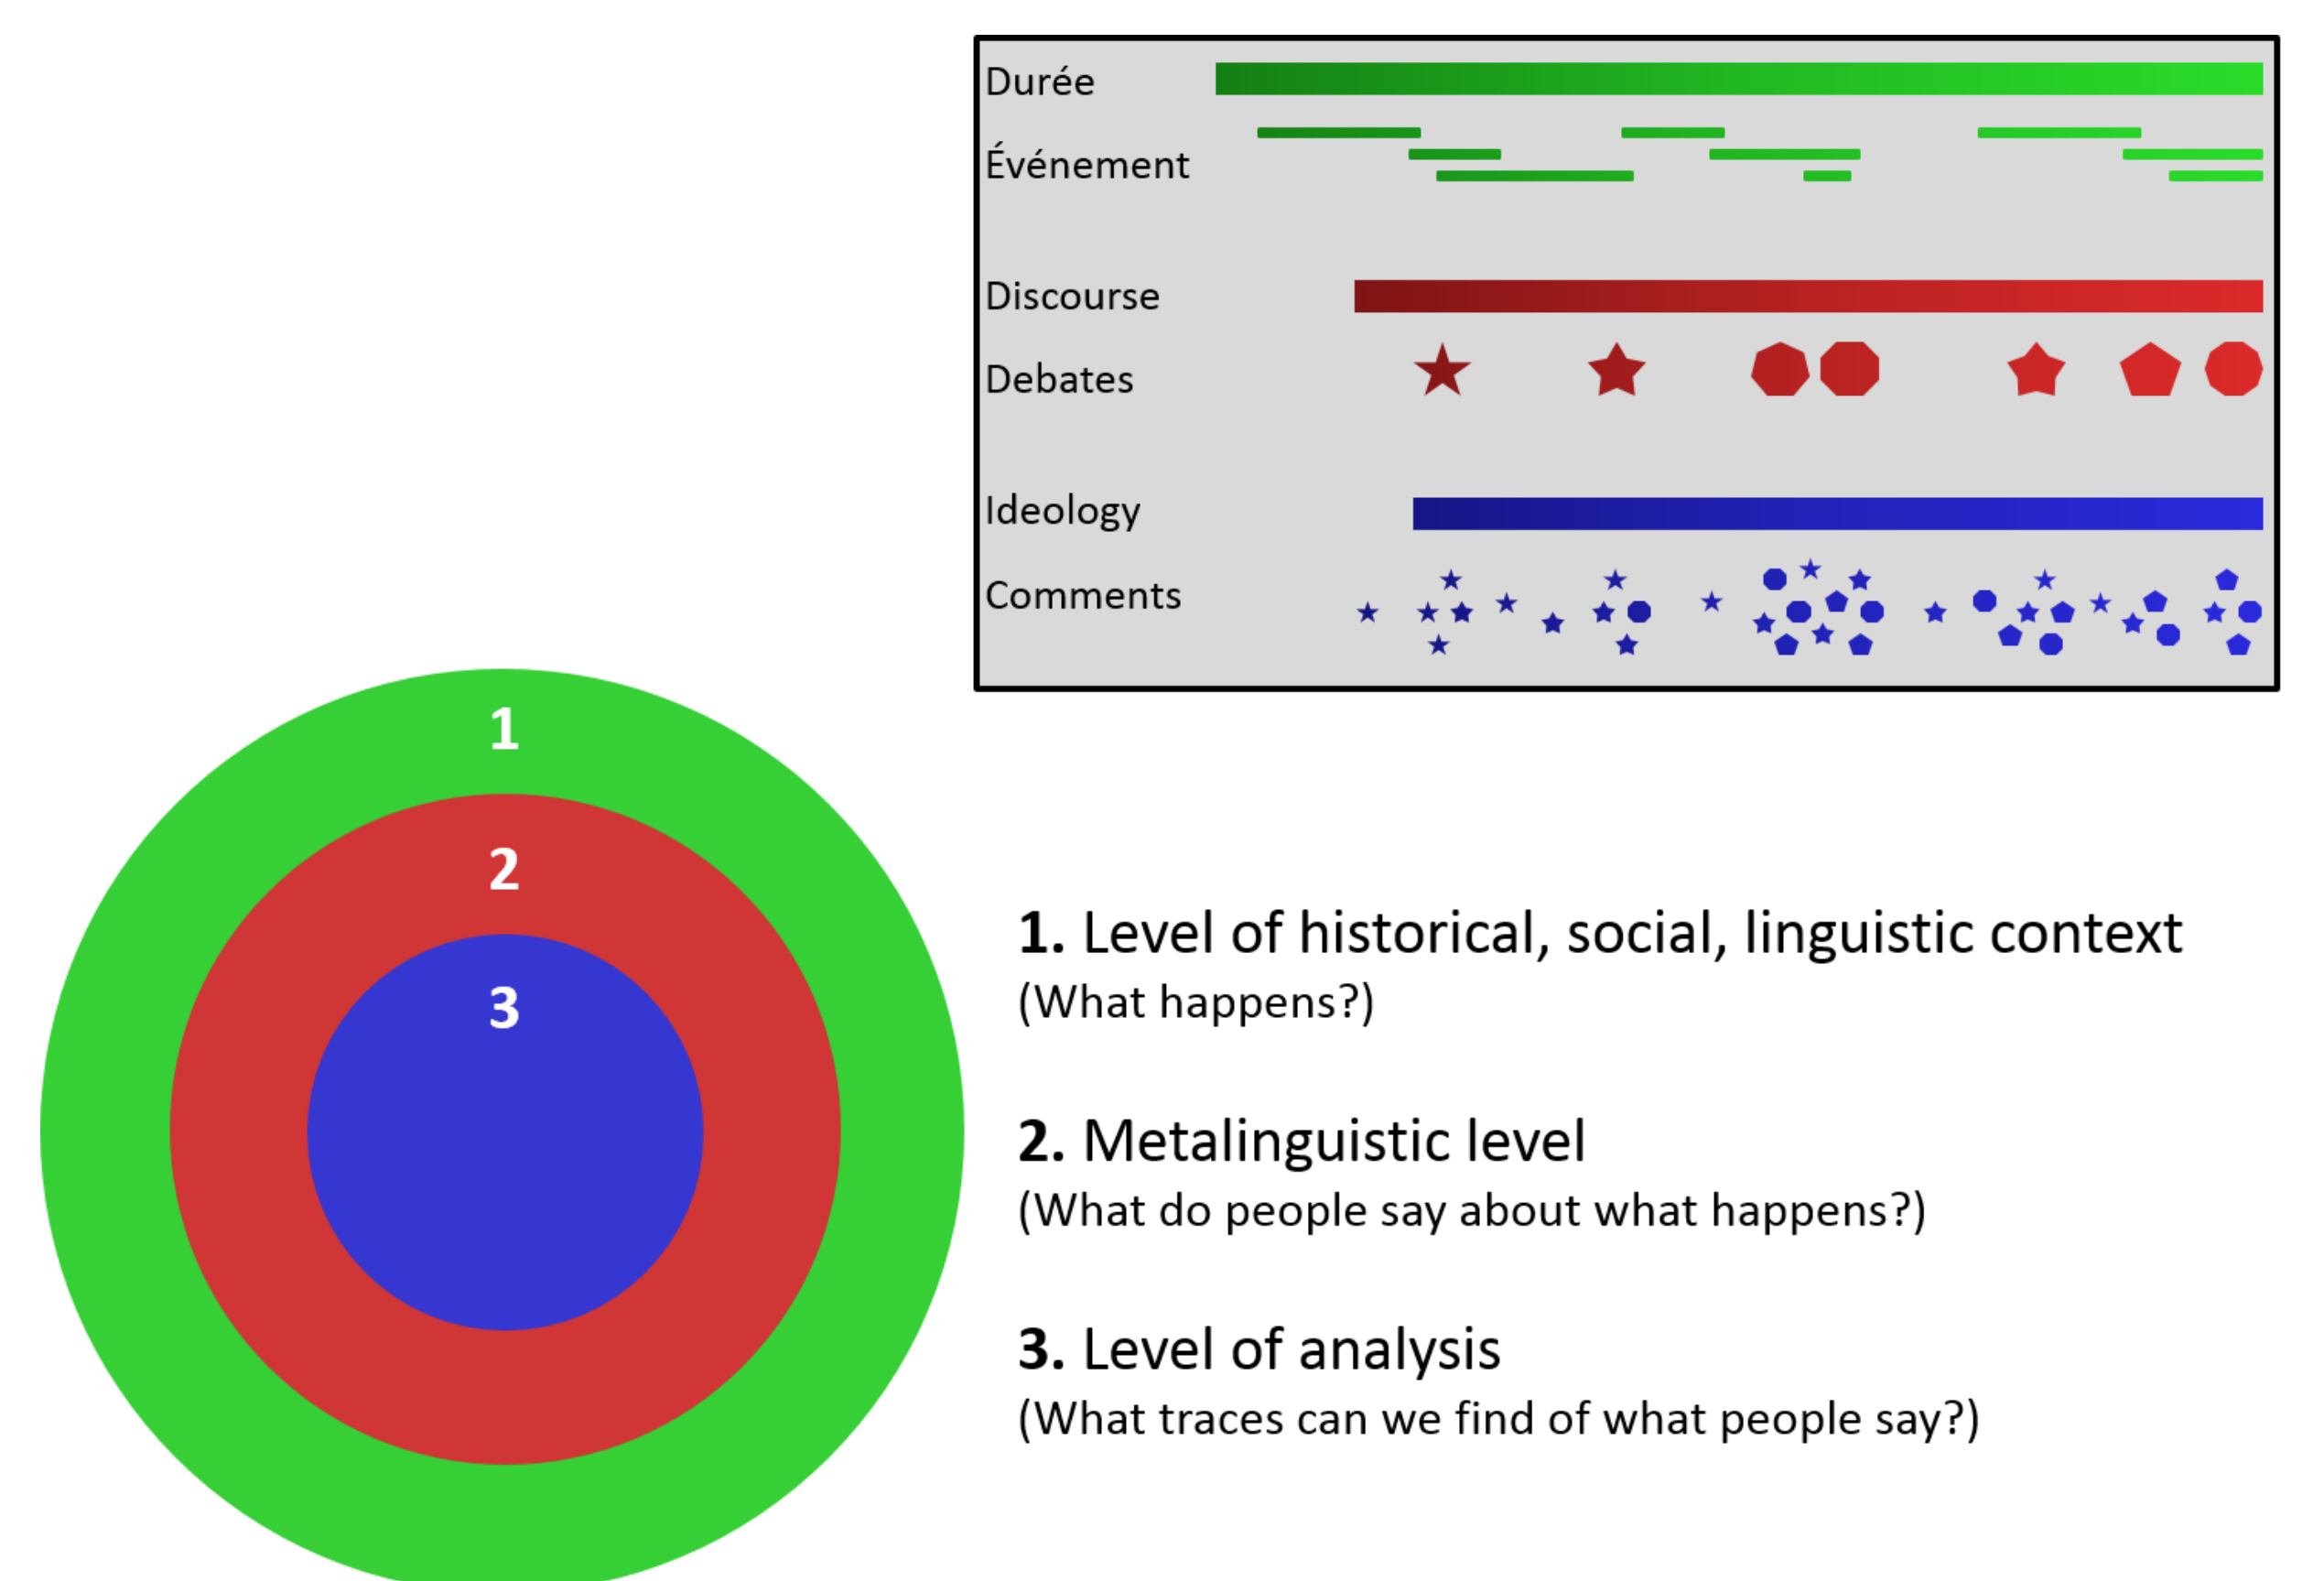 Durée
Événement
Discourse
Debates
Ideology
Comments
1
2
3
1. Level of historical, social, linguistic context
(What happens?)
2. Metalinguistic level
(What do people say about what happens?)
3. Level of analysis
(What traces can we find of what people say?)